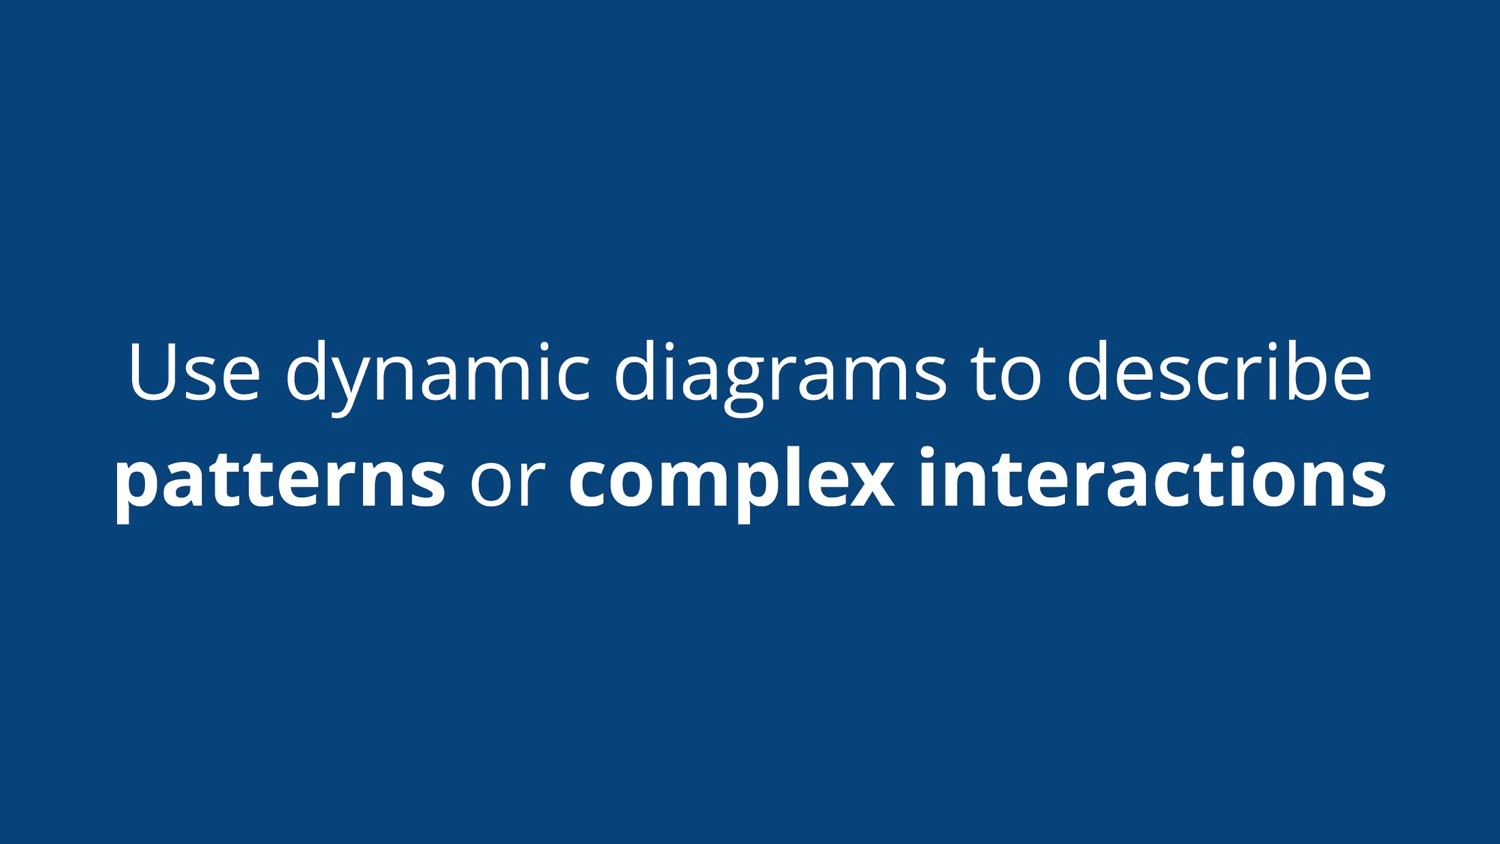 Use dynamic diagrams to describe
patterns or complex interactions